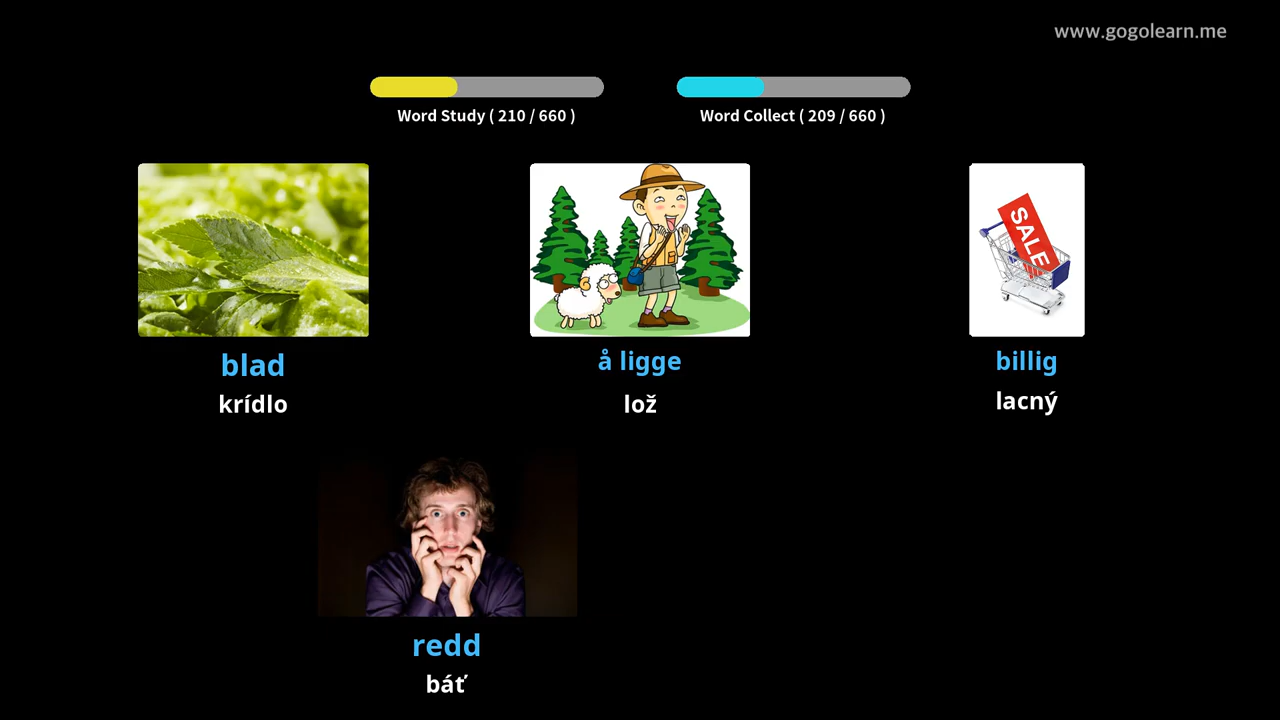 www.gogolearn.me
Word Study ( 210 / 660 )
Word Collect ( 209 / 660 )
SALE
blad
krídlo
å ligge
lož
billig
lacný
redd
báť